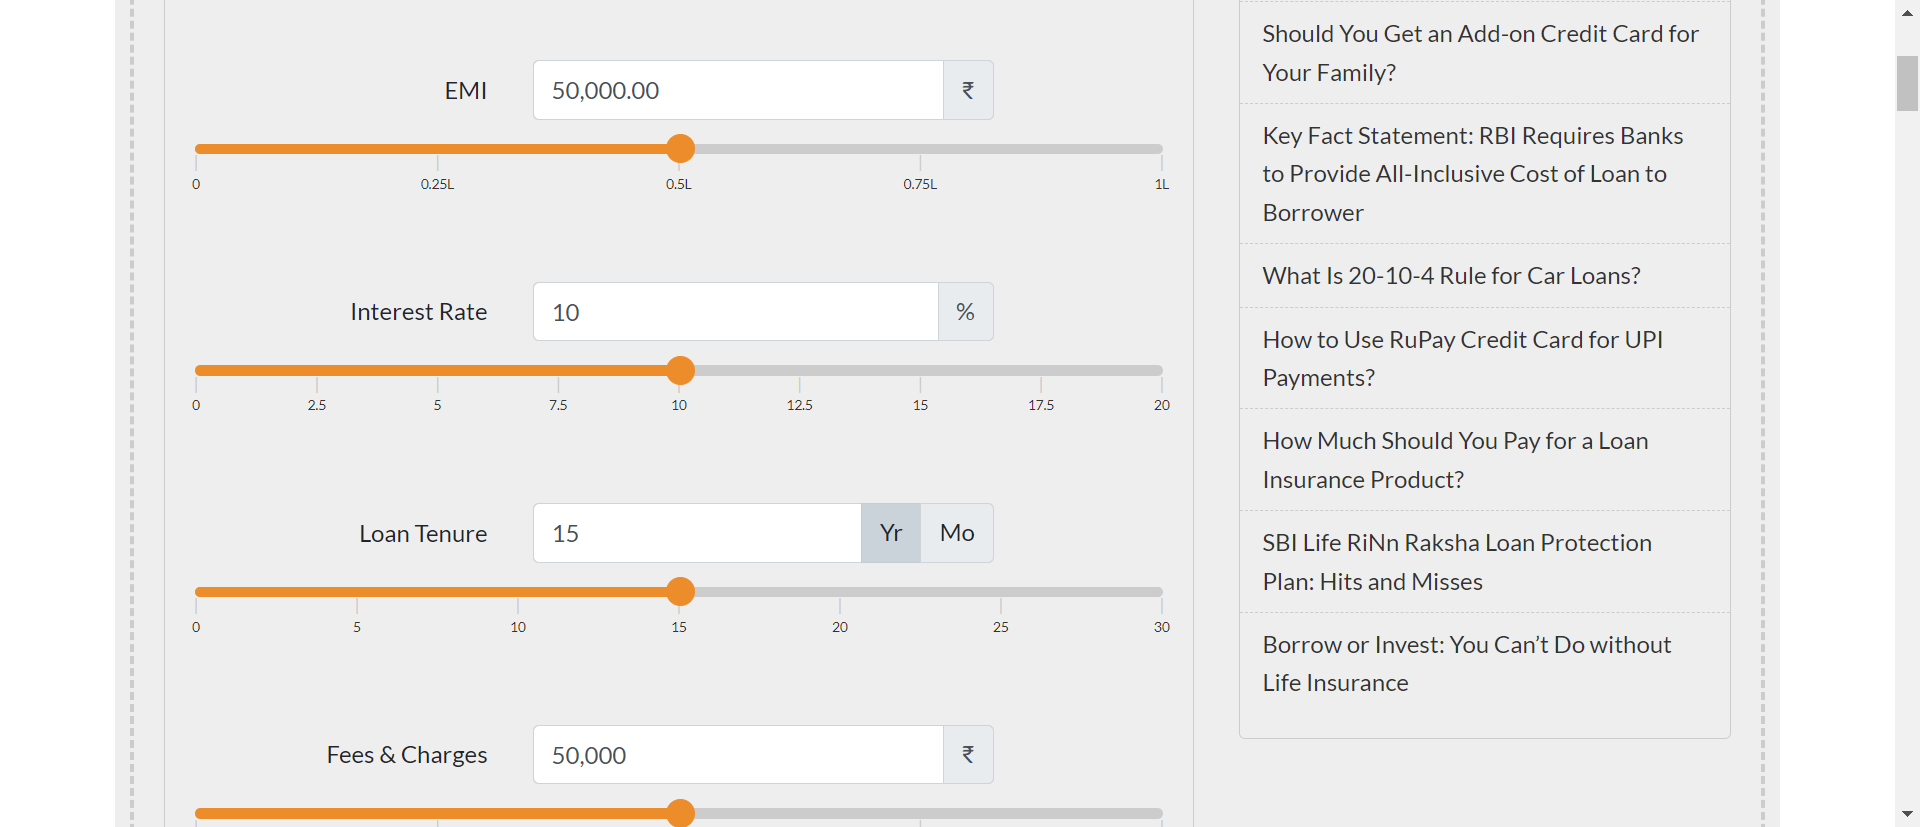 EMI
50,000.00
₹
0
0.25L
0.5L
0.75L
1L
Interest Rate
10
%
0
2.5
5
7.5
10
12.5
15
17.5
20
Loan Tenure
15
Yr
Mo
0
5
10
15
20
25
30
Fees & Charges
50,000
₹
Should You Get an Add-on Credit Card for
Your Family?
Key Fact Statement: RBI Requires Banks
to Provide All-Inclusive Cost of Loan to
Borrower
What Is 20-10-4 Rule for Car Loans?
How to Use RuPay Credit Card for UPI
Payments?
How Much Should You Pay for a Loan
Insurance Product?
SBI Life RiNn Raksha Loan Protection
Plan: Hits and Misses
Borrow or Invest: You Can’t Do without
Life Insurance